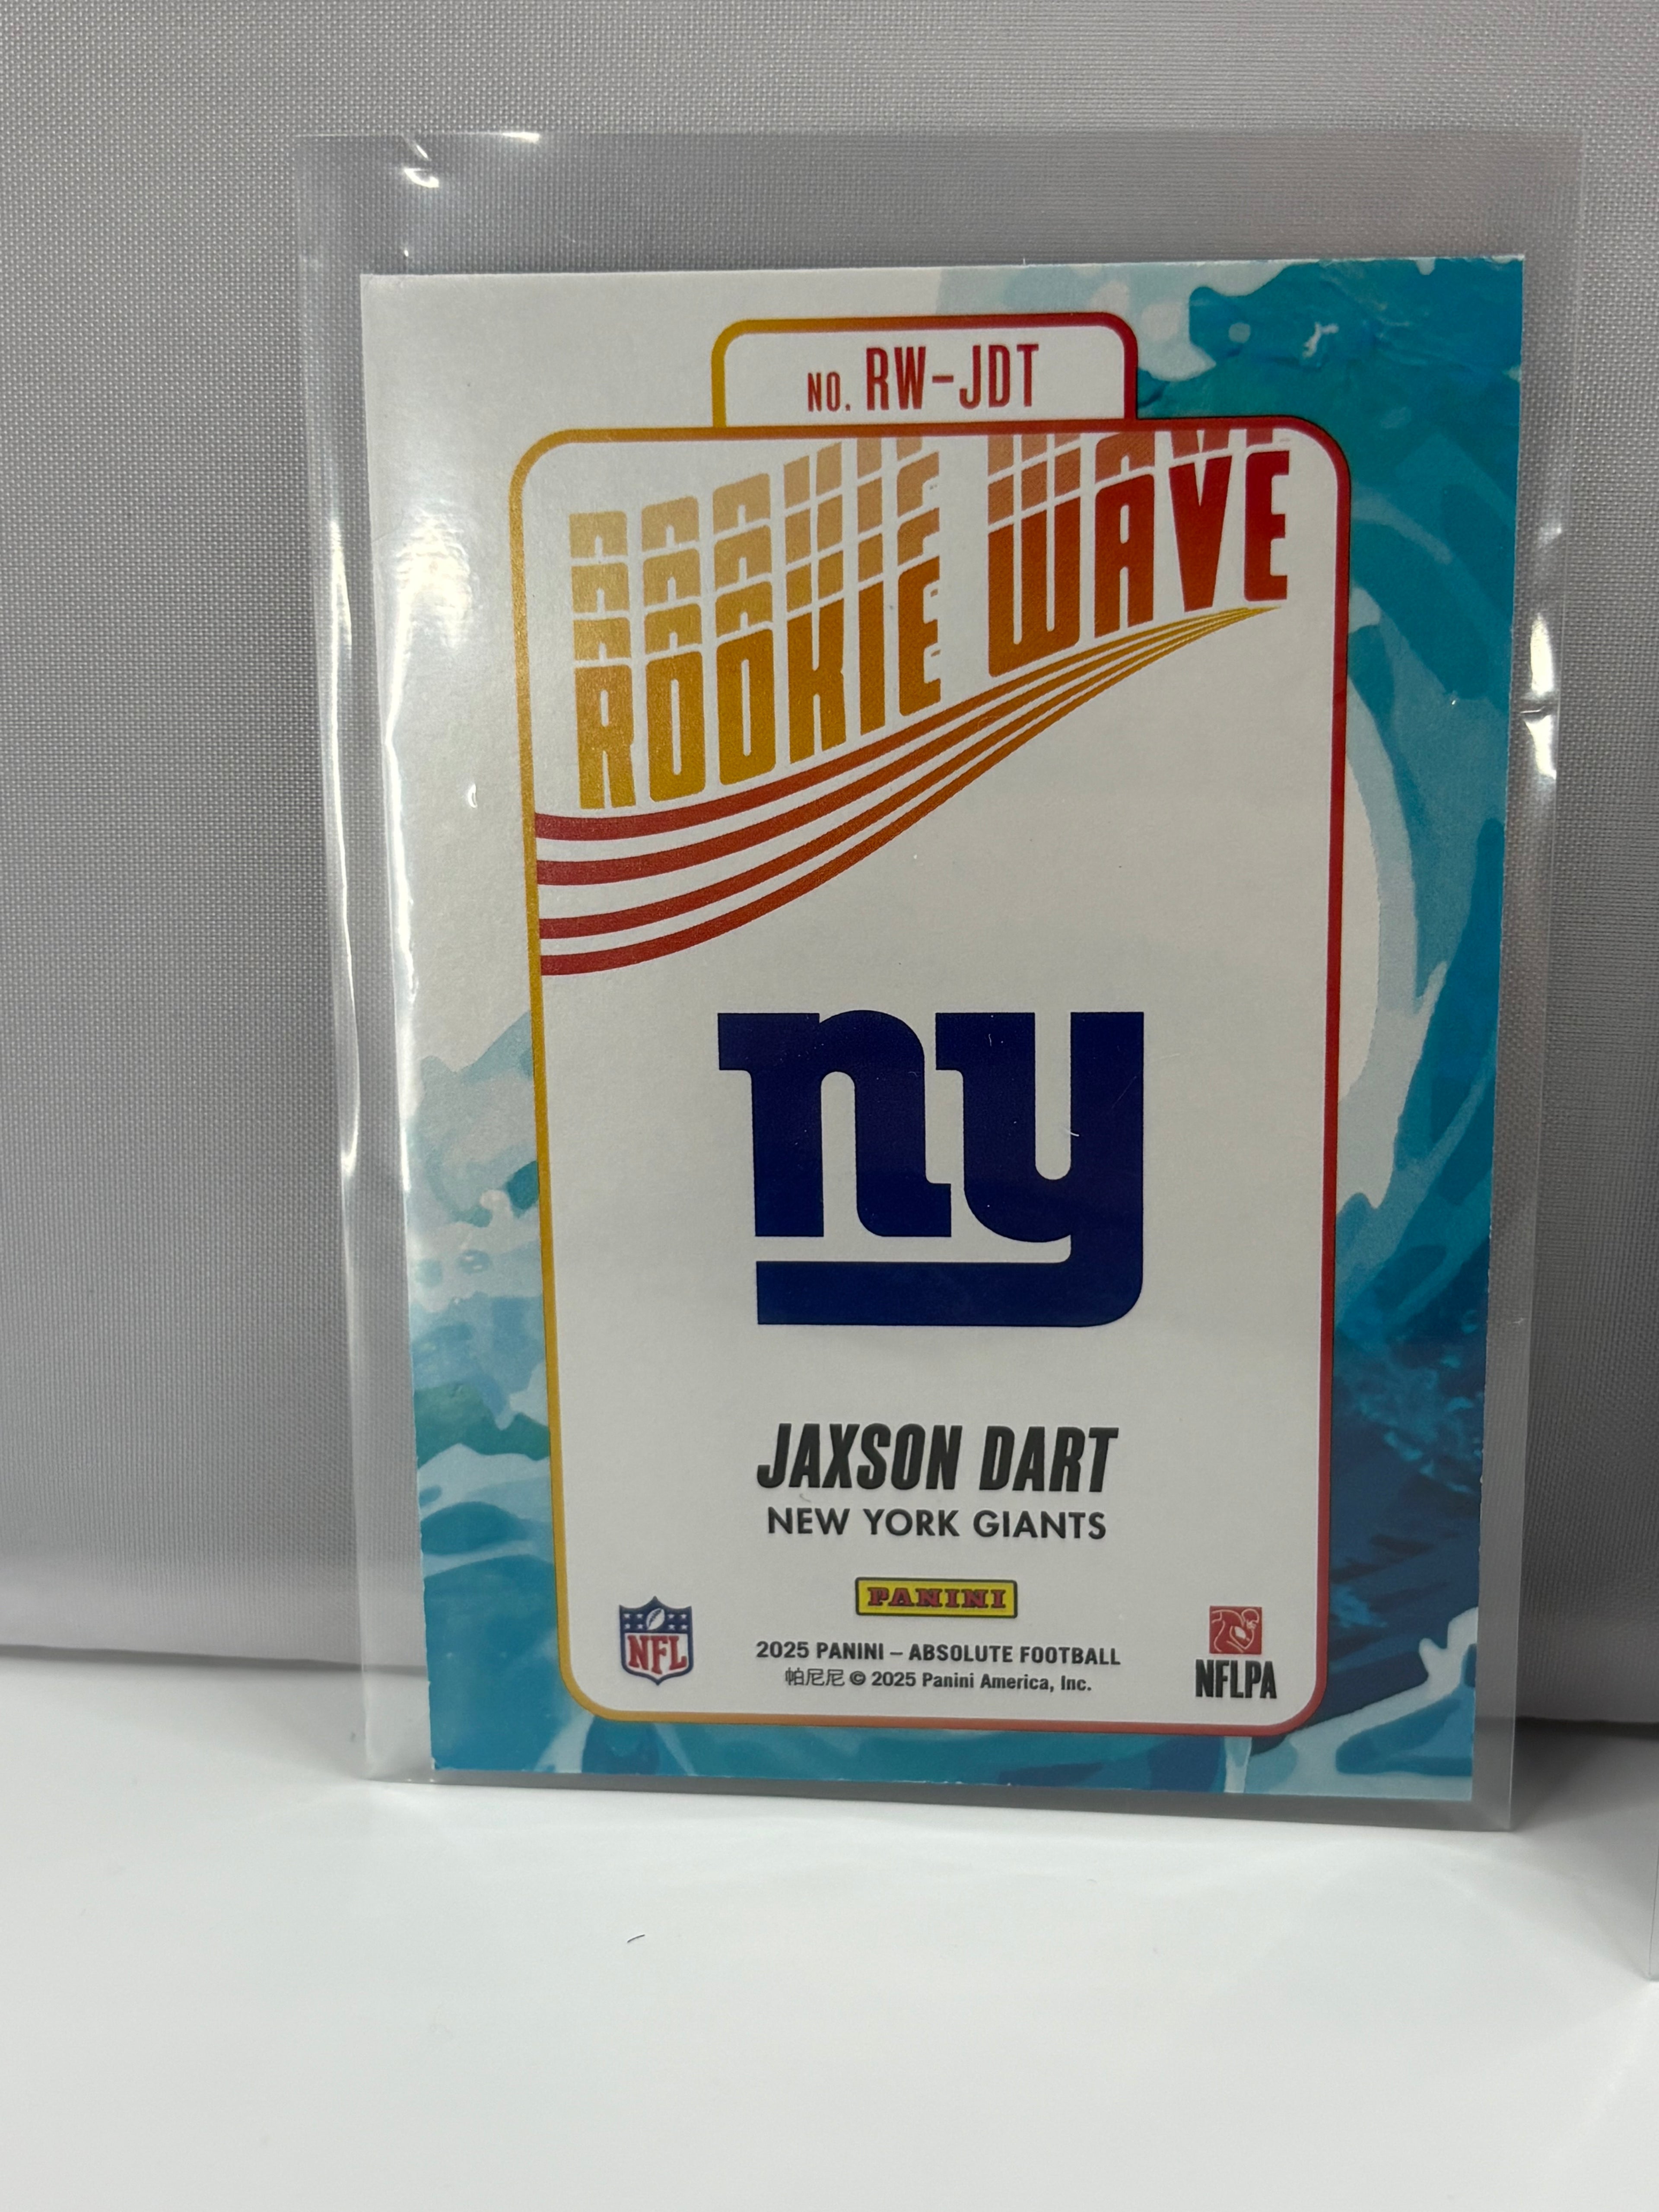 NO. RW-JDT
ROOKIE WAVE
ny
JAXSON DART
NEW YORK GIANTS
PANINI
NFL
2025 PANINI – ABSOLUTE FOOTBALL
帕尼尼 © 2025 Panini America, Inc.
NFLPA